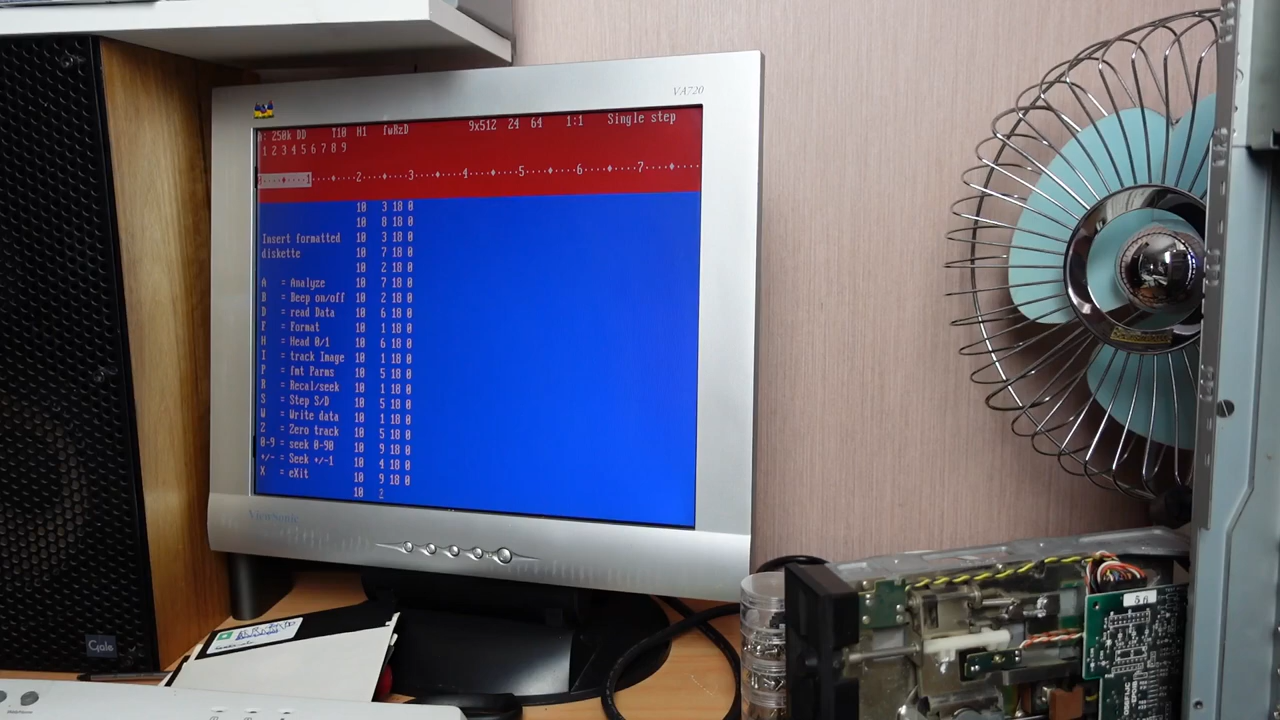 VA720
A: 250k DD T10 H1 fwRzD 9x512 24 64 1:1 Single step
1 2 3 4 5 6 7 8 9
1····♦····2····♦····3····♦····4····♦····5····♦····6····♦····7····♦····
10 3 18 0
10 8 18 0
Insert formatted 10 3 18 0
diskette 10 7 18 0
10 2 18 0
A = Analyze 10 7 18 0
B = Beep on/off 10 2 18 0
D = read Data 10 6 18 0
F = Format 10 1 18 0
H = Head 0/1 10 6 18 0
I = track Image 10 1 18 0
P = fmt Parms 10 5 18 0
R = Recal/seek 10 1 18 0
S = Step S/D 10 5 18 0
W = Write data 10 1 18 0
Z = Zero track 10 5 18 0
0-9 = seek 0-90 10 9 18 0
+/- = Seek +/-1 10 4 18 0
X = eXit 10 9 18 0
10 2
ViewSonic
Gale
56